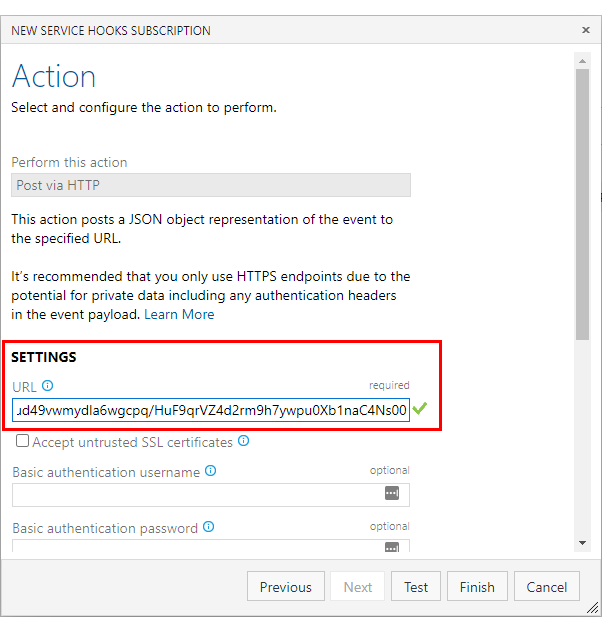 NEW SERVICE HOOKS SUBSCRIPTION
Action
Select and configure the action to perform.
Perform this action
Post via HTTP
This action posts a JSON object representation of the event to
the specified URL.
It's recommended that you only use HTTPS endpoints due to the
potential for private data including any authentication headers
in the event payload. Learn More
SETTINGS
URL required
ud49vwmydla6wgcpq/HuF9qrVZ4d2rm9h7ywpu0Xb1naC4Ns00
Accept untrusted SSL certificates
Basic authentication username optional
Basic authentication password optional
Previous Next Test Finish Cancel